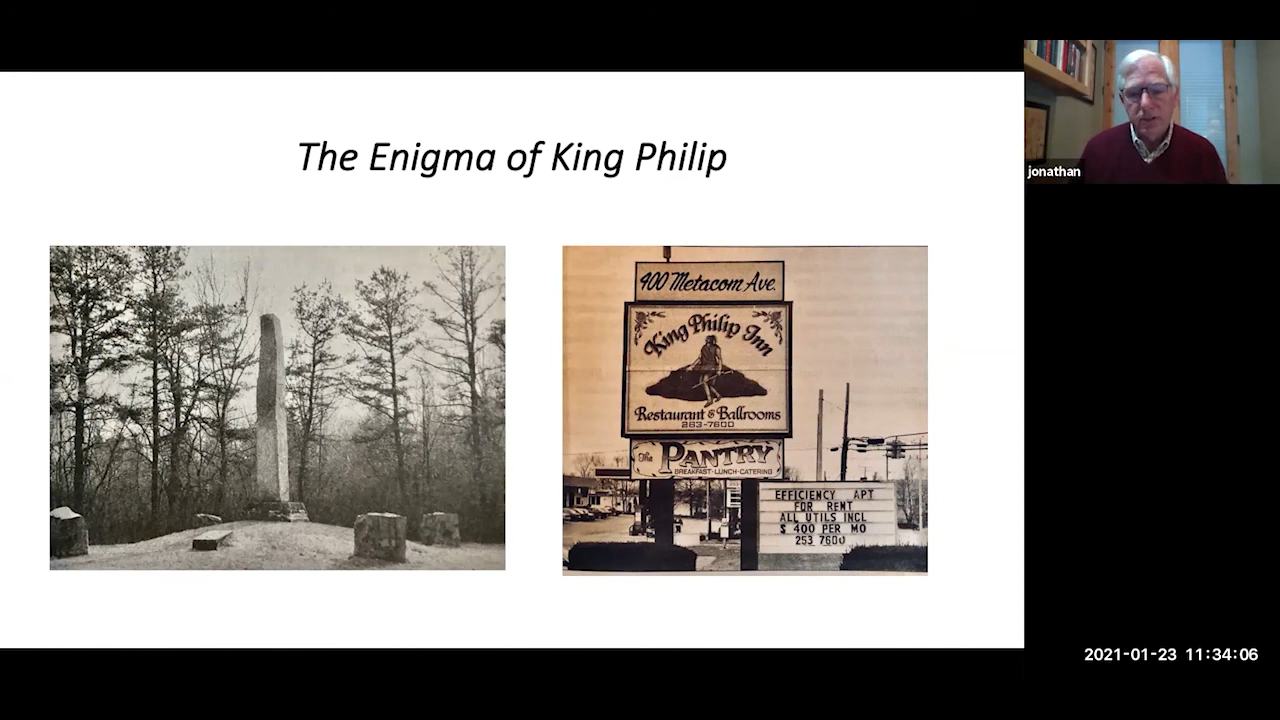 The Enigma of King Philip
jonathan
400 Metacom Ave.
King Philip Inn
Restaurant & Ballrooms
253-7600
The PANTRY
BREAKFAST-LUNCH-CATERING
EFFICIENCY APT
FOR RENT
ALL UTILS INCL
$ 400 PER MO
253 7600
2021-01-23 11:34:06